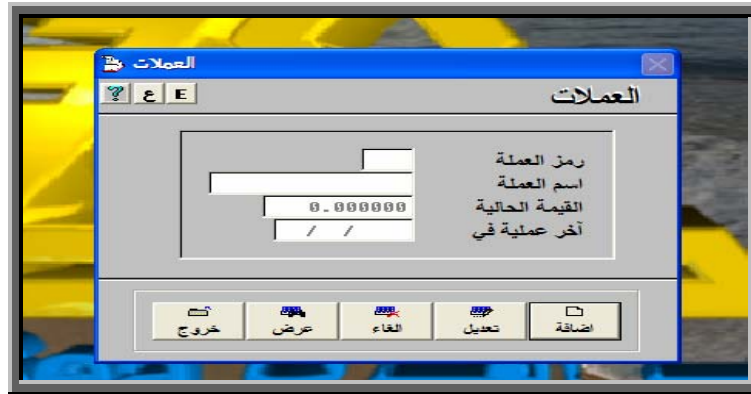 العملات
العملات
E ع ?
رمز العملة
اسم العملة
القيمة الحالية 0.000000
آخر عملية في / /
اضافة تعديل الغاء عرض خروج